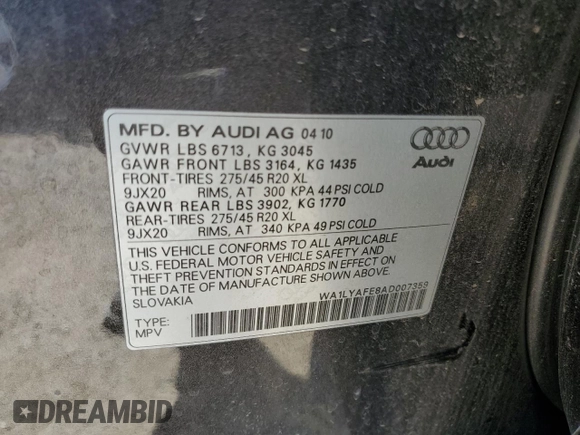 MFD. BY AUDI AG 04 10
GVWR LBS 6713 , KG 3045
GAWR FRONT LBS 3164, KG 1435
FRONT-TIRES 275/45 R20 XL
9JX20 RIMS, AT 300 KPA 44 PSI COLD
GAWR REAR LBS 3902, KG 1770
REAR-TIRES 275/45 R20 XL
9JX20 RIMS, AT 340 KPA 49 PSI COLD
THIS VEHICLE CONFORMS TO ALL APPLICABLE
U.S. FEDERAL MOTOR VEHICLE SAFETY AND
THEFT PREVENTION STANDARDS IN EFFECT ON
THE DATE OF MANUFACTURE SHOWN ABOVE.
SLOVAKIA
WA1LYAFE8AD007359
TYPE:
MPV
Audi
DREAMBID